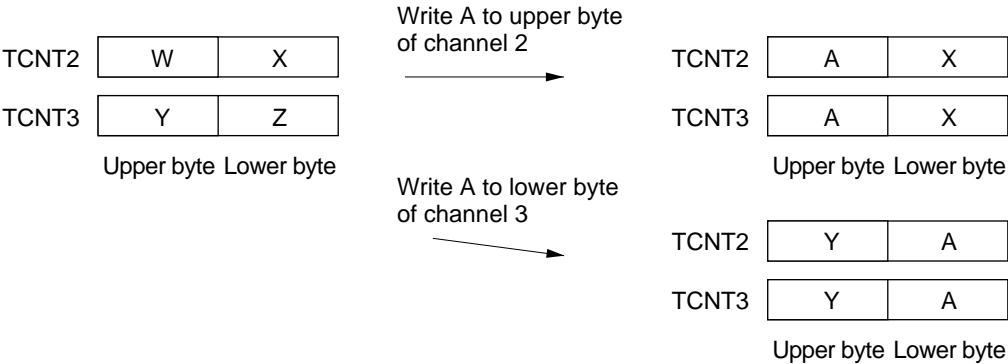 Write A to upper byte
of channel 2
TCNT2 W X
TCNT3 Y Z
Upper byte Lower byte
TCNT2 A X
TCNT3 A X
Upper byte Lower byte
Write A to lower byte
of channel 3
TCNT2 Y A
TCNT3 Y A
Upper byte Lower byte